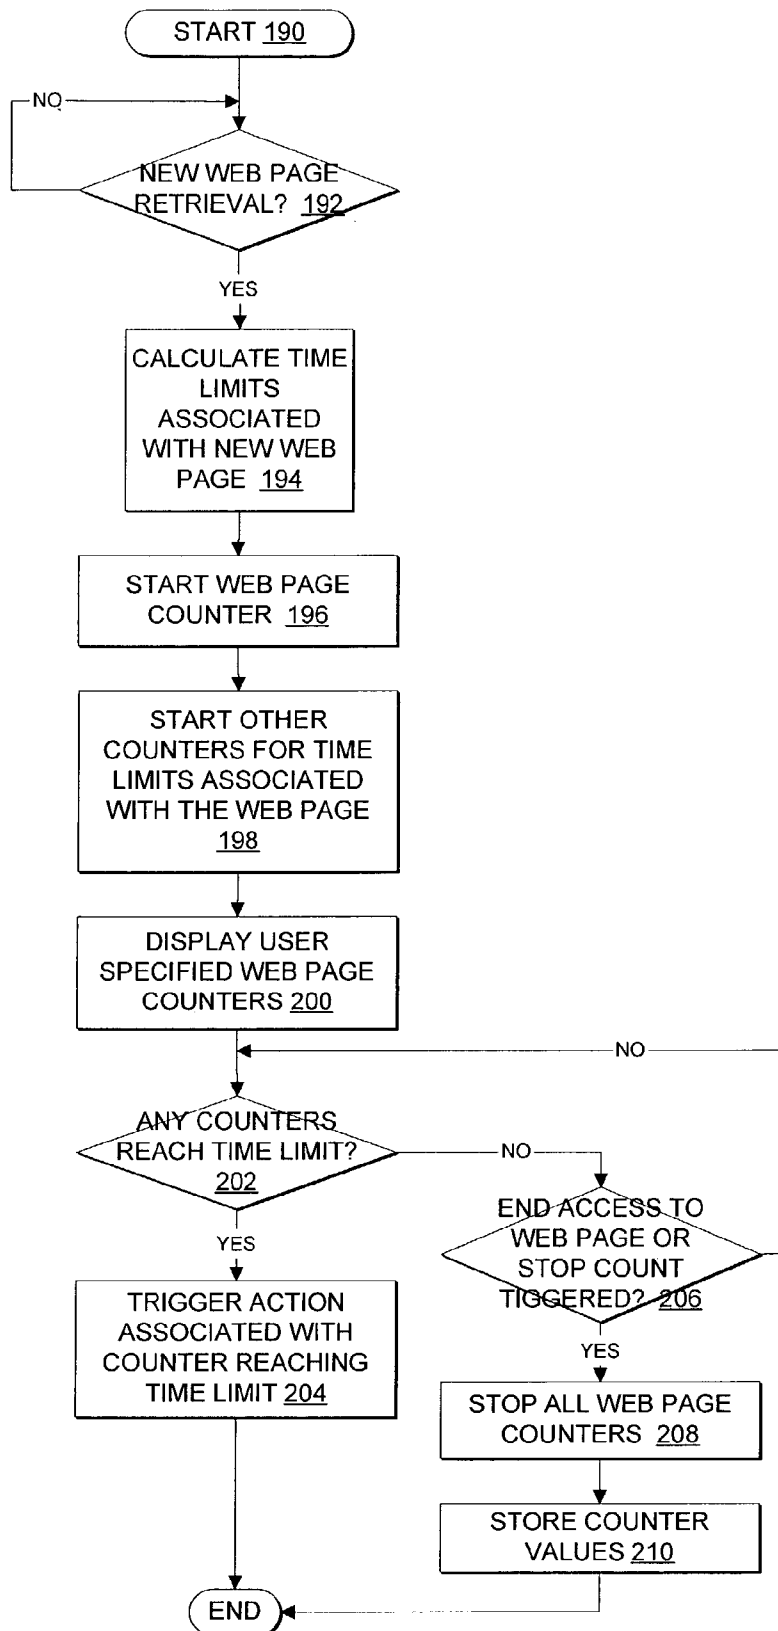 START 190
NO
NEW WEB PAGE
RETRIEVAL? 192
YES
CALCULATE TIME
LIMITS
ASSOCIATED
WITH NEW WEB
PAGE 194
START WEB PAGE
COUNTER 196
START OTHER
COUNTERS FOR TIME
LIMITS ASSOCIATED
WITH THE WEB PAGE
198
DISPLAY USER
SPECIFIED WEB PAGE
COUNTERS 200
NO
ANY COUNTERS
REACH TIME LIMIT?
202
NO
YES
END ACCESS TO
WEB PAGE OR
STOP COUNT
TIGGERED? 206
YES
TRIGGER ACTION
ASSOCIATED WITH
COUNTER REACHING
TIME LIMIT 204
STOP ALL WEB PAGE
COUNTERS 208
STORE COUNTER
VALUES 210
END